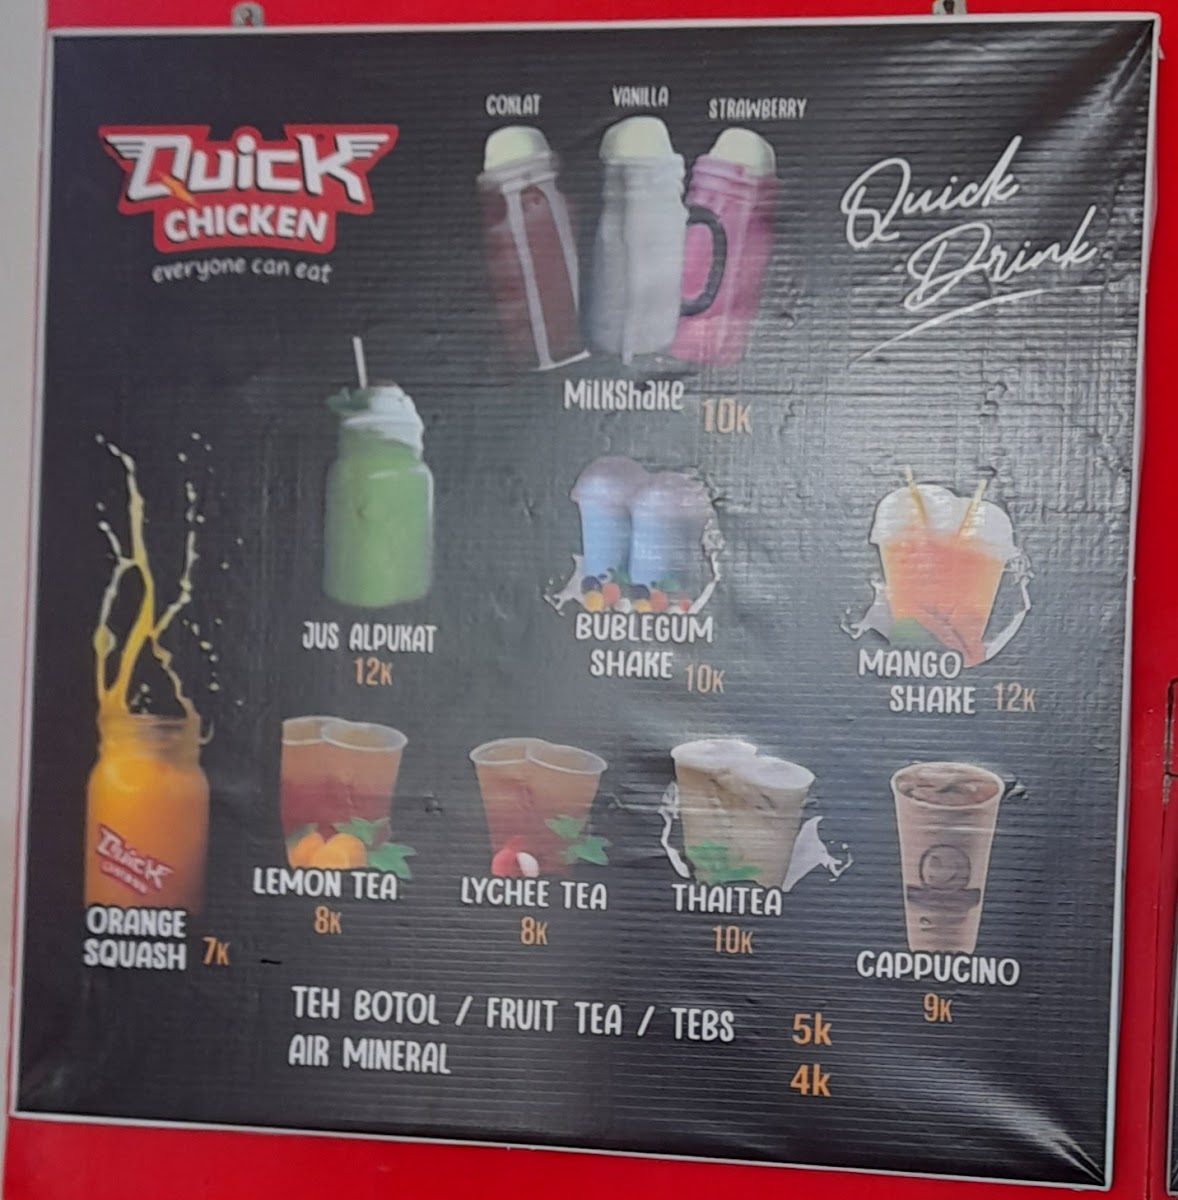 QUICK
CHICKEN
everyone can eat
COKLAT
VANILLA
STRAWBERRY
Quick
Drink
MilKShaKe 10K
JUS ALPUKAT
12K
BUBLEGUM
SHAKE 10K
MANGO
SHAKE 12K
QUICK
CHICKEN
ORANGE
SQUASH 7K
LEMON TEA
8K
LYCHEE TEA
8K
THAITEA
10K
CAPPUCINO
9K
TEH BOTOL / FRUIT TEA / TEBS 5k
AIR MINERAL 4k